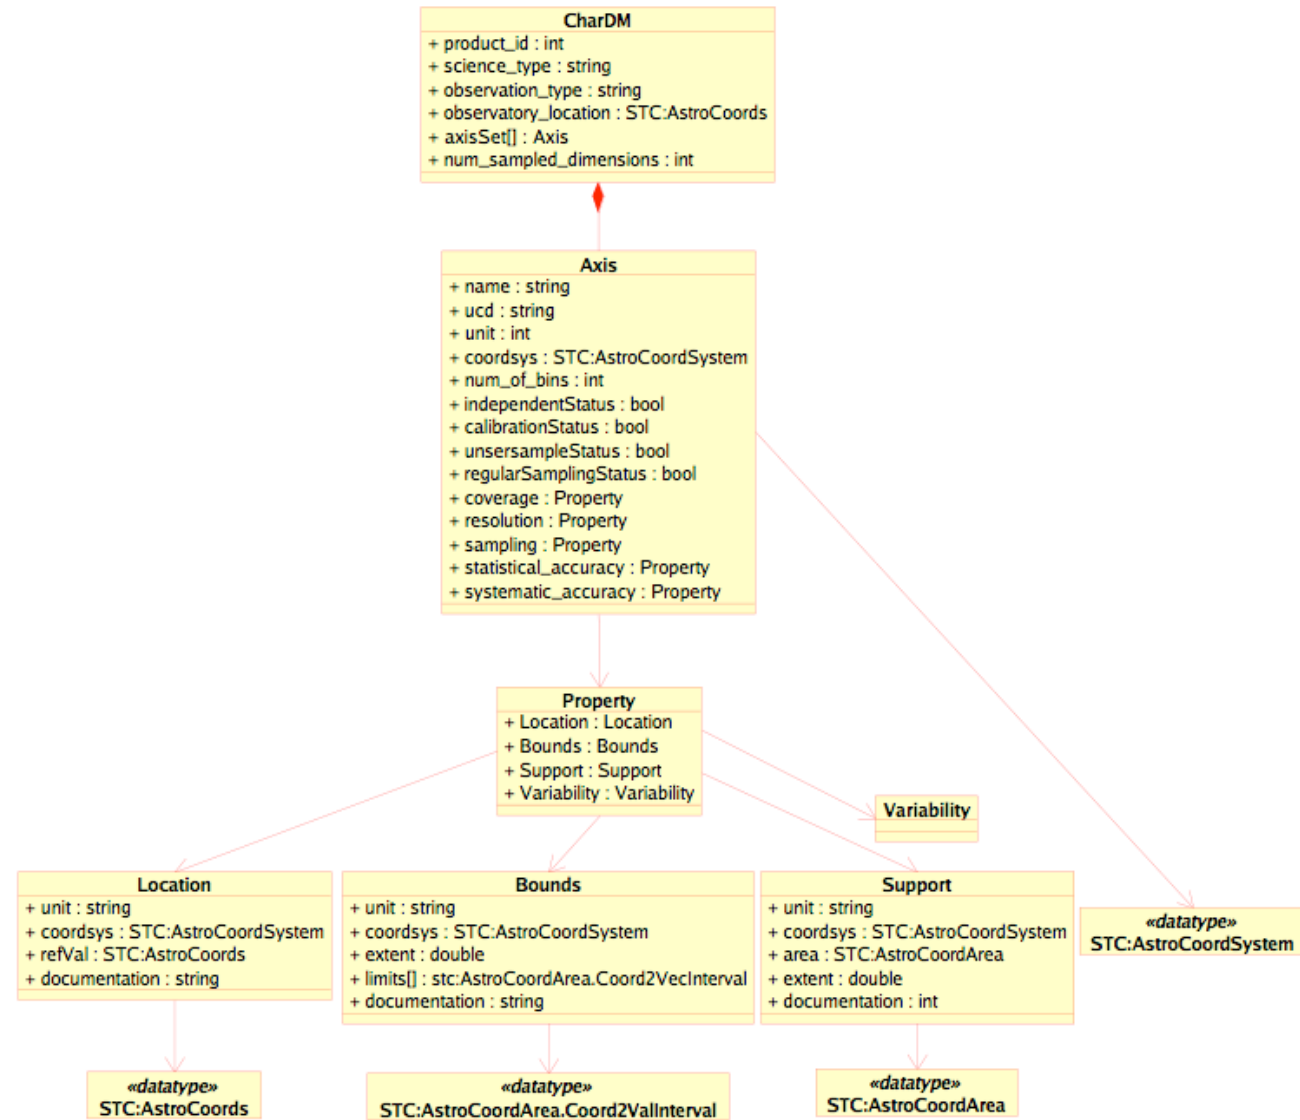 CharDM
+ product_id : int
+ science_type : string
+ observation_type : string
+ observatory_location : STC:AstroCoords
+ axisSet[] : Axis
+ num_sampled_dimensions : int
Axis
+ name : string
+ ucd : string
+ unit : int
+ coordsys : STC:AstroCoordSystem
+ num_of_bins : int
+ independentStatus : bool
+ calibrationStatus : bool
+ unsersampleStatus : bool
+ regularSamplingStatus : bool
+ coverage : Property
+ resolution : Property
+ sampling : Property
+ statistical_accuracy : Property
+ systematic_accuracy : Property
Property
+ Location : Location
+ Bounds : Bounds
+ Support : Support
+ Variability : Variability
Variability
Location
+ unit : string
+ coordsys : STC:AstroCoordSystem
+ refVal : STC:AstroCoords
+ documentation : string
Bounds
+ unit : string
+ coordsys : STC:AstroCoordSystem
+ extent : double
+ limits[] : stc:AstroCoordArea.Coord2VecInterval
+ documentation : string
Support
+ unit : string
+ coordsys : STC:AstroCoordSystem
+ area : STC:AstroCoordArea
+ extent : double
+ documentation : int
«datatype»
STC:AstroCoordSystem
«datatype»
STC:AstroCoords
«datatype»
STC:AstroCoordArea.Coord2ValInterval
«datatype»
STC:AstroCoordArea